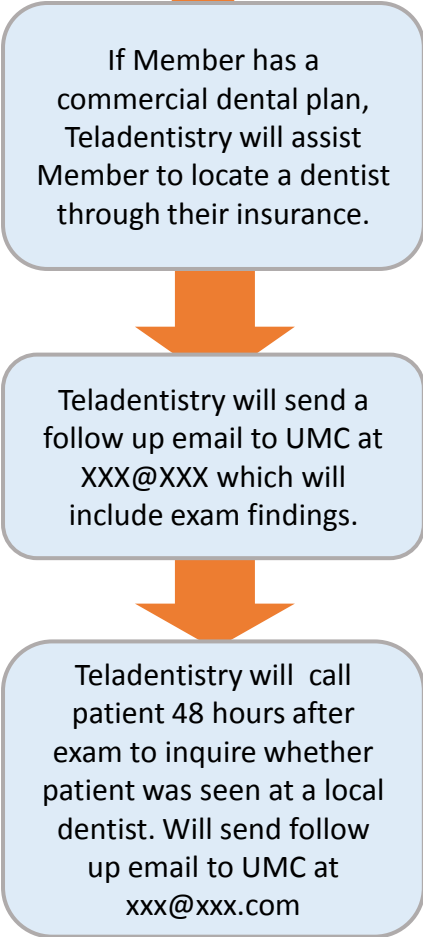 If Member has a
commercial dental plan,
Teladentistry will assist
Member to locate a dentist
through their insurance.
Teladentistry will send a
follow up email to UMC at
XXX@XXX which will
include exam findings.
Teladentistry will  call
patient 48 hours after
exam to inquire whether
patient was seen at a local
dentist. Will send follow
up email to UMC at
xxx@xxx.com